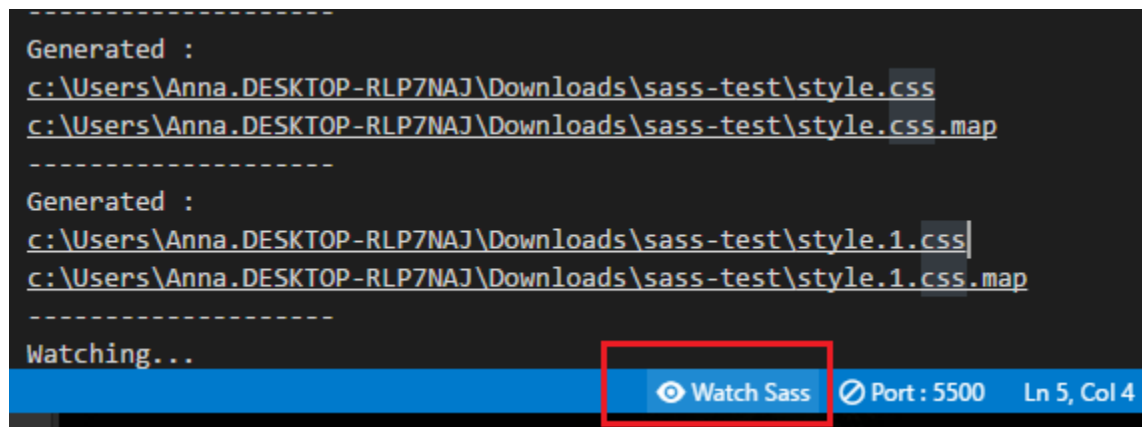 --------------------
Generated :
c:\Users\Anna.DESKTOP-RLP7NAJ\Downloads\sass-test\style.css
c:\Users\Anna.DESKTOP-RLP7NAJ\Downloads\sass-test\style.css.map
--------------------
Generated :
c:\Users\Anna.DESKTOP-RLP7NAJ\Downloads\sass-test\style.1.css
c:\Users\Anna.DESKTOP-RLP7NAJ\Downloads\sass-test\style.1.css.map
--------------------
Watching...
Watch Sass Port : 5500 Ln 5, Col 4